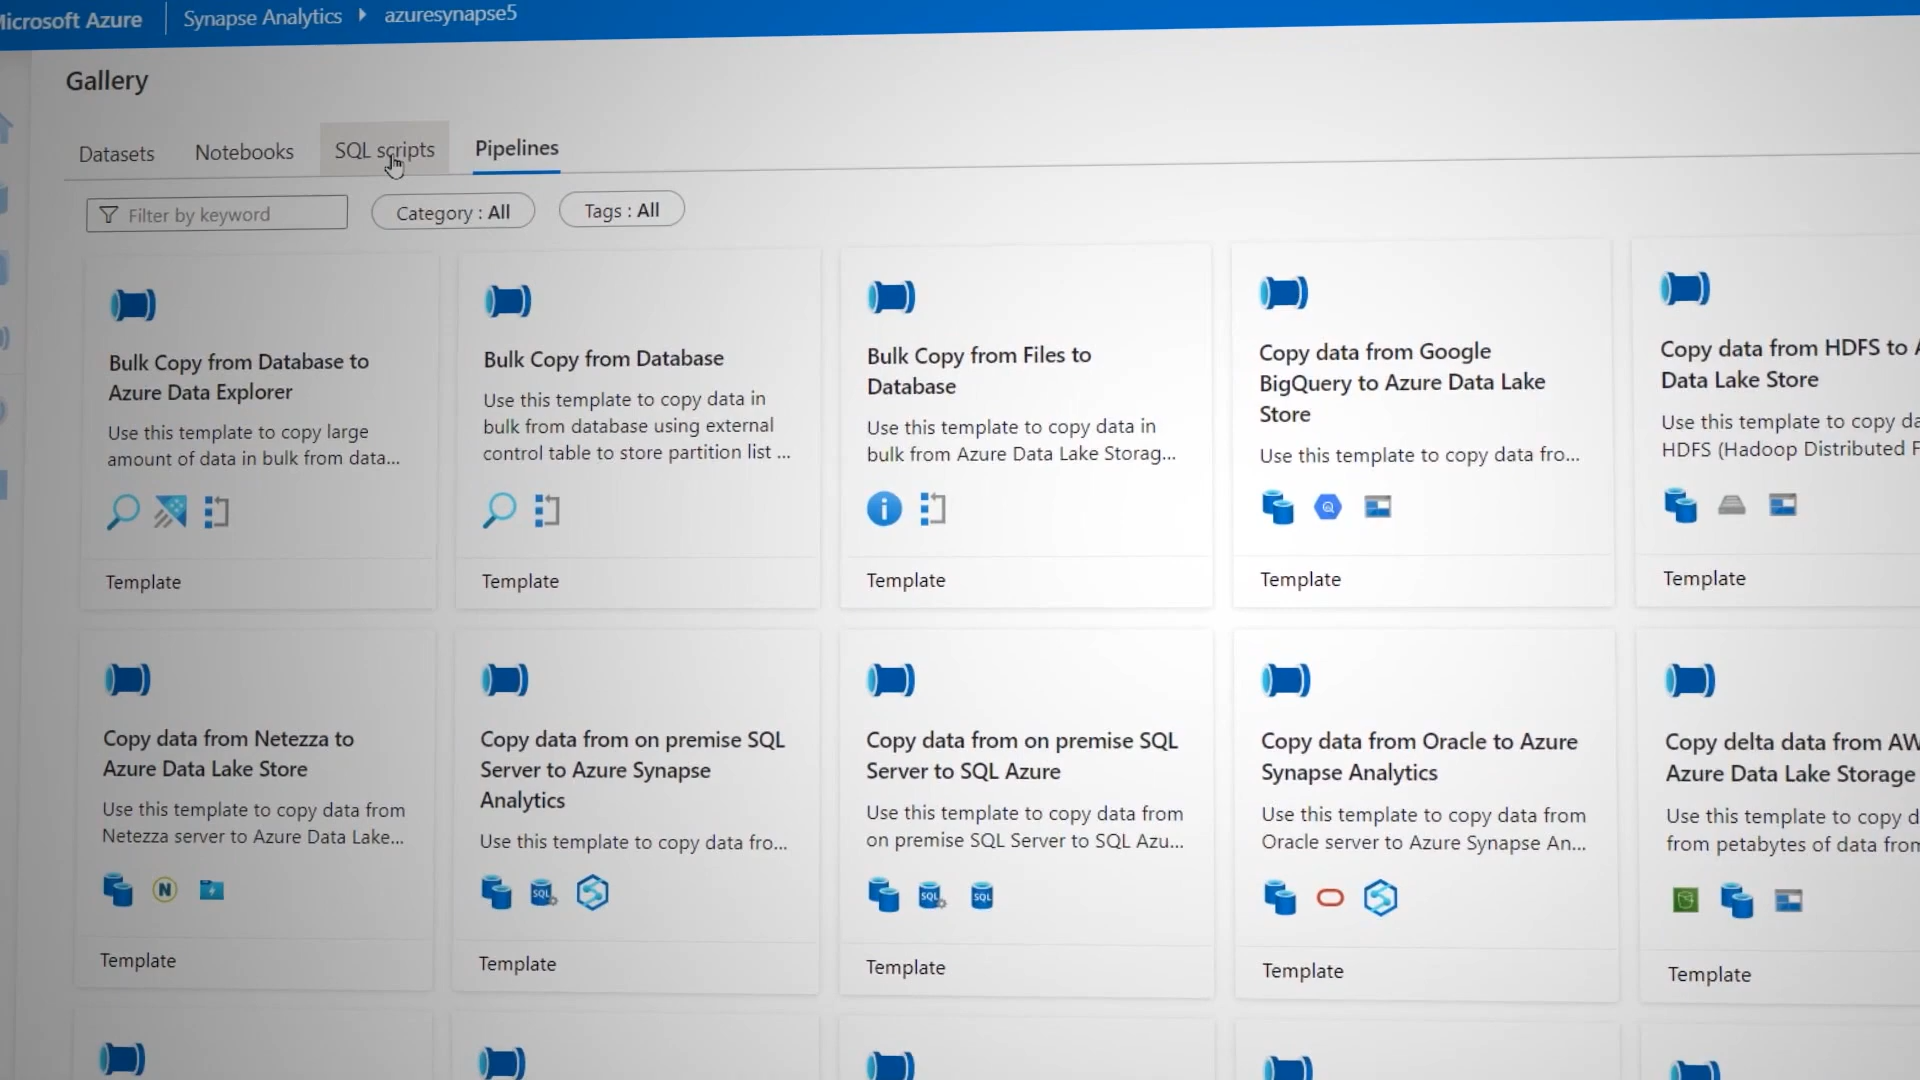 Microsoft Azure
Synapse Analytics
azuresynapse5
Gallery
Datasets
Notebooks
SQL scripts
Pipelines
Filter by keyword
Category : All
Tags : All
Bulk Copy from Database to
Azure Data Explorer
Use this template to copy large
amount of data in bulk from data...
Template
Bulk Copy from Database
Use this template to copy data in
bulk from database using external
control table to store partition list ...
Template
Bulk Copy from Files to
Database
Use this template to copy data in
bulk from Azure Data Lake Storag...
Template
Copy data from Google
BigQuery to Azure Data Lake
Store
Use this template to copy data fro...
Template
Copy data from HDFS to A
Data Lake Store
Use this template to copy da
HDFS (Hadoop Distributed F
Template
Copy data from Netezza to
Azure Data Lake Store
Use this template to copy data from
Netezza server to Azure Data Lake...
N
Template
Copy data from on premise SQL
Server to Azure Synapse
Analytics
Use this template to copy data fro...
SQL
Template
Copy data from on premise SQL
Server to SQL Azure
Use this template to copy data from
on premise SQL Server to SQL Azu...
SQL
SQL
Template
Copy data from Oracle to Azure
Synapse Analytics
Use this template to copy data from
Oracle server to Azure Synapse An...
Template
Copy delta data from AW
Azure Data Lake Storage
Use this template to copy d
from petabytes of data from
Template